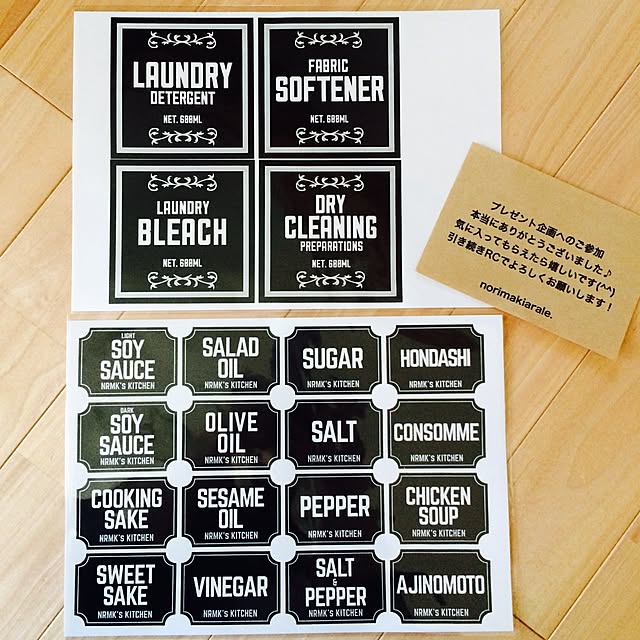 LAUNDRY
DETERGENT
NET. 600ML
FABRIC
SOFTENER
NET. 600ML
LAUNDRY
BLEACH
NET. 600ML
DRY
CLEANING
PREPARATIONS
NET. 600ML
プレゼント企画へのご参加
本当にありがとうございました♪
気に入ってもらえたら嬉しいです(^^)
引き続きRCでよろしくお願いします！
norimakiarale.
LIGHT
SOY
SAUCE
NRMK's KITCHEN
SALAD
OIL
NRMK's KITCHEN
SUGAR
NRMK's KITCHEN
HONDASHI
NRMK's KITCHEN
DARK
SOY
SAUCE
NRMK's KITCHEN
OLIVE
OIL
NRMK's KITCHEN
SALT
NRMK's KITCHEN
CONSOMME
NRMK's KITCHEN
COOKING
SAKE
NRMK's KITCHEN
SESAME
OIL
NRMK's KITCHEN
PEPPER
NRMK's KITCHEN
CHICKEN
SOUP
NRMK's KITCHEN
SWEET
SAKE
NRMK's KITCHEN
VINEGAR
NRMK's KITCHEN
SALT
&
PEPPER
NRMK's KITCHEN
AJINOMOTO
NRMK's KITCHEN